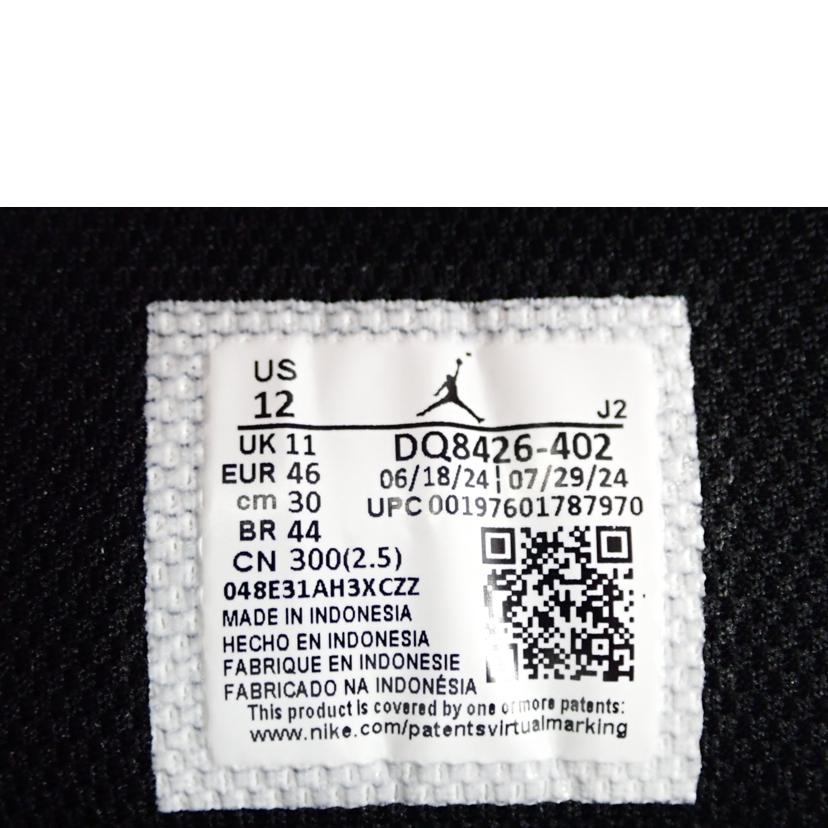 US
12
J2
UK 11
DQ8426-402
EUR 46
06/18/24 07/29/24
cm 30
UPC 00197601787970
BR 44
CN 300(2.5)
048E31AH3XCZZ
MADE IN INDONESIA
HECHO EN INDONESIA
FABRIQUE EN INDONESIE
FABRICADO NA INDONÉSIA
This product is covered by one or more patents:
www.nike.com/patentsvirtualmarking